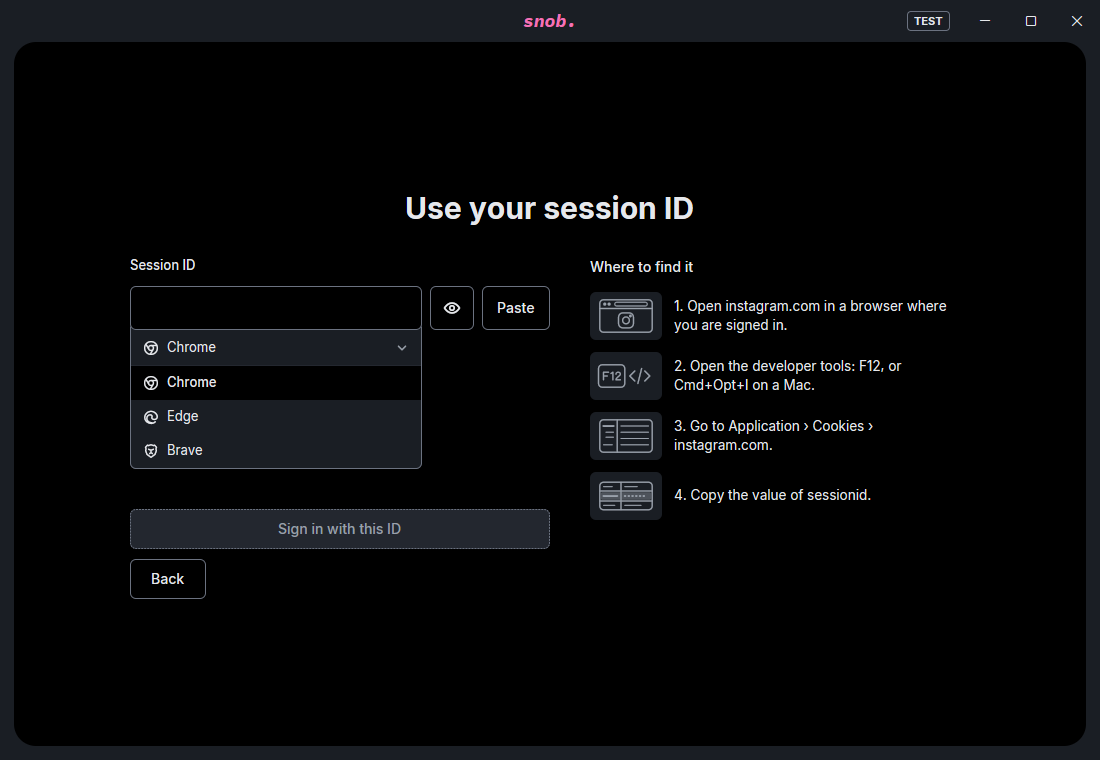 snob.
TEST
Use your session ID
Session ID
Paste
Chrome
Chrome
Edge
Brave
Sign in with this ID
Back
Where to find it
1. Open instagram.com in a browser where
you are signed in.
F12 </>
2. Open the developer tools: F12, or
Cmd+Opt+I on a Mac.
3. Go to Application › Cookies ›
instagram.com.
4. Copy the value of sessionid.